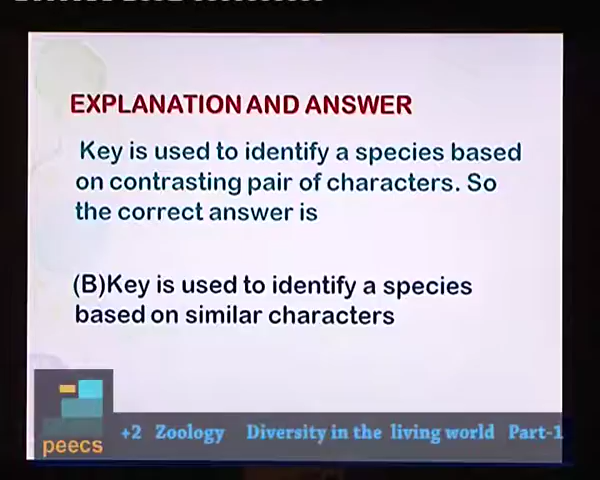 EXPLANATION AND ANSWER
Key is used to identify a species based
on contrasting pair of characters. So
the correct answer is
(B)Key is used to identify a species
based on similar characters
peecs
+2 Zoology Diversity in the living world Part-1